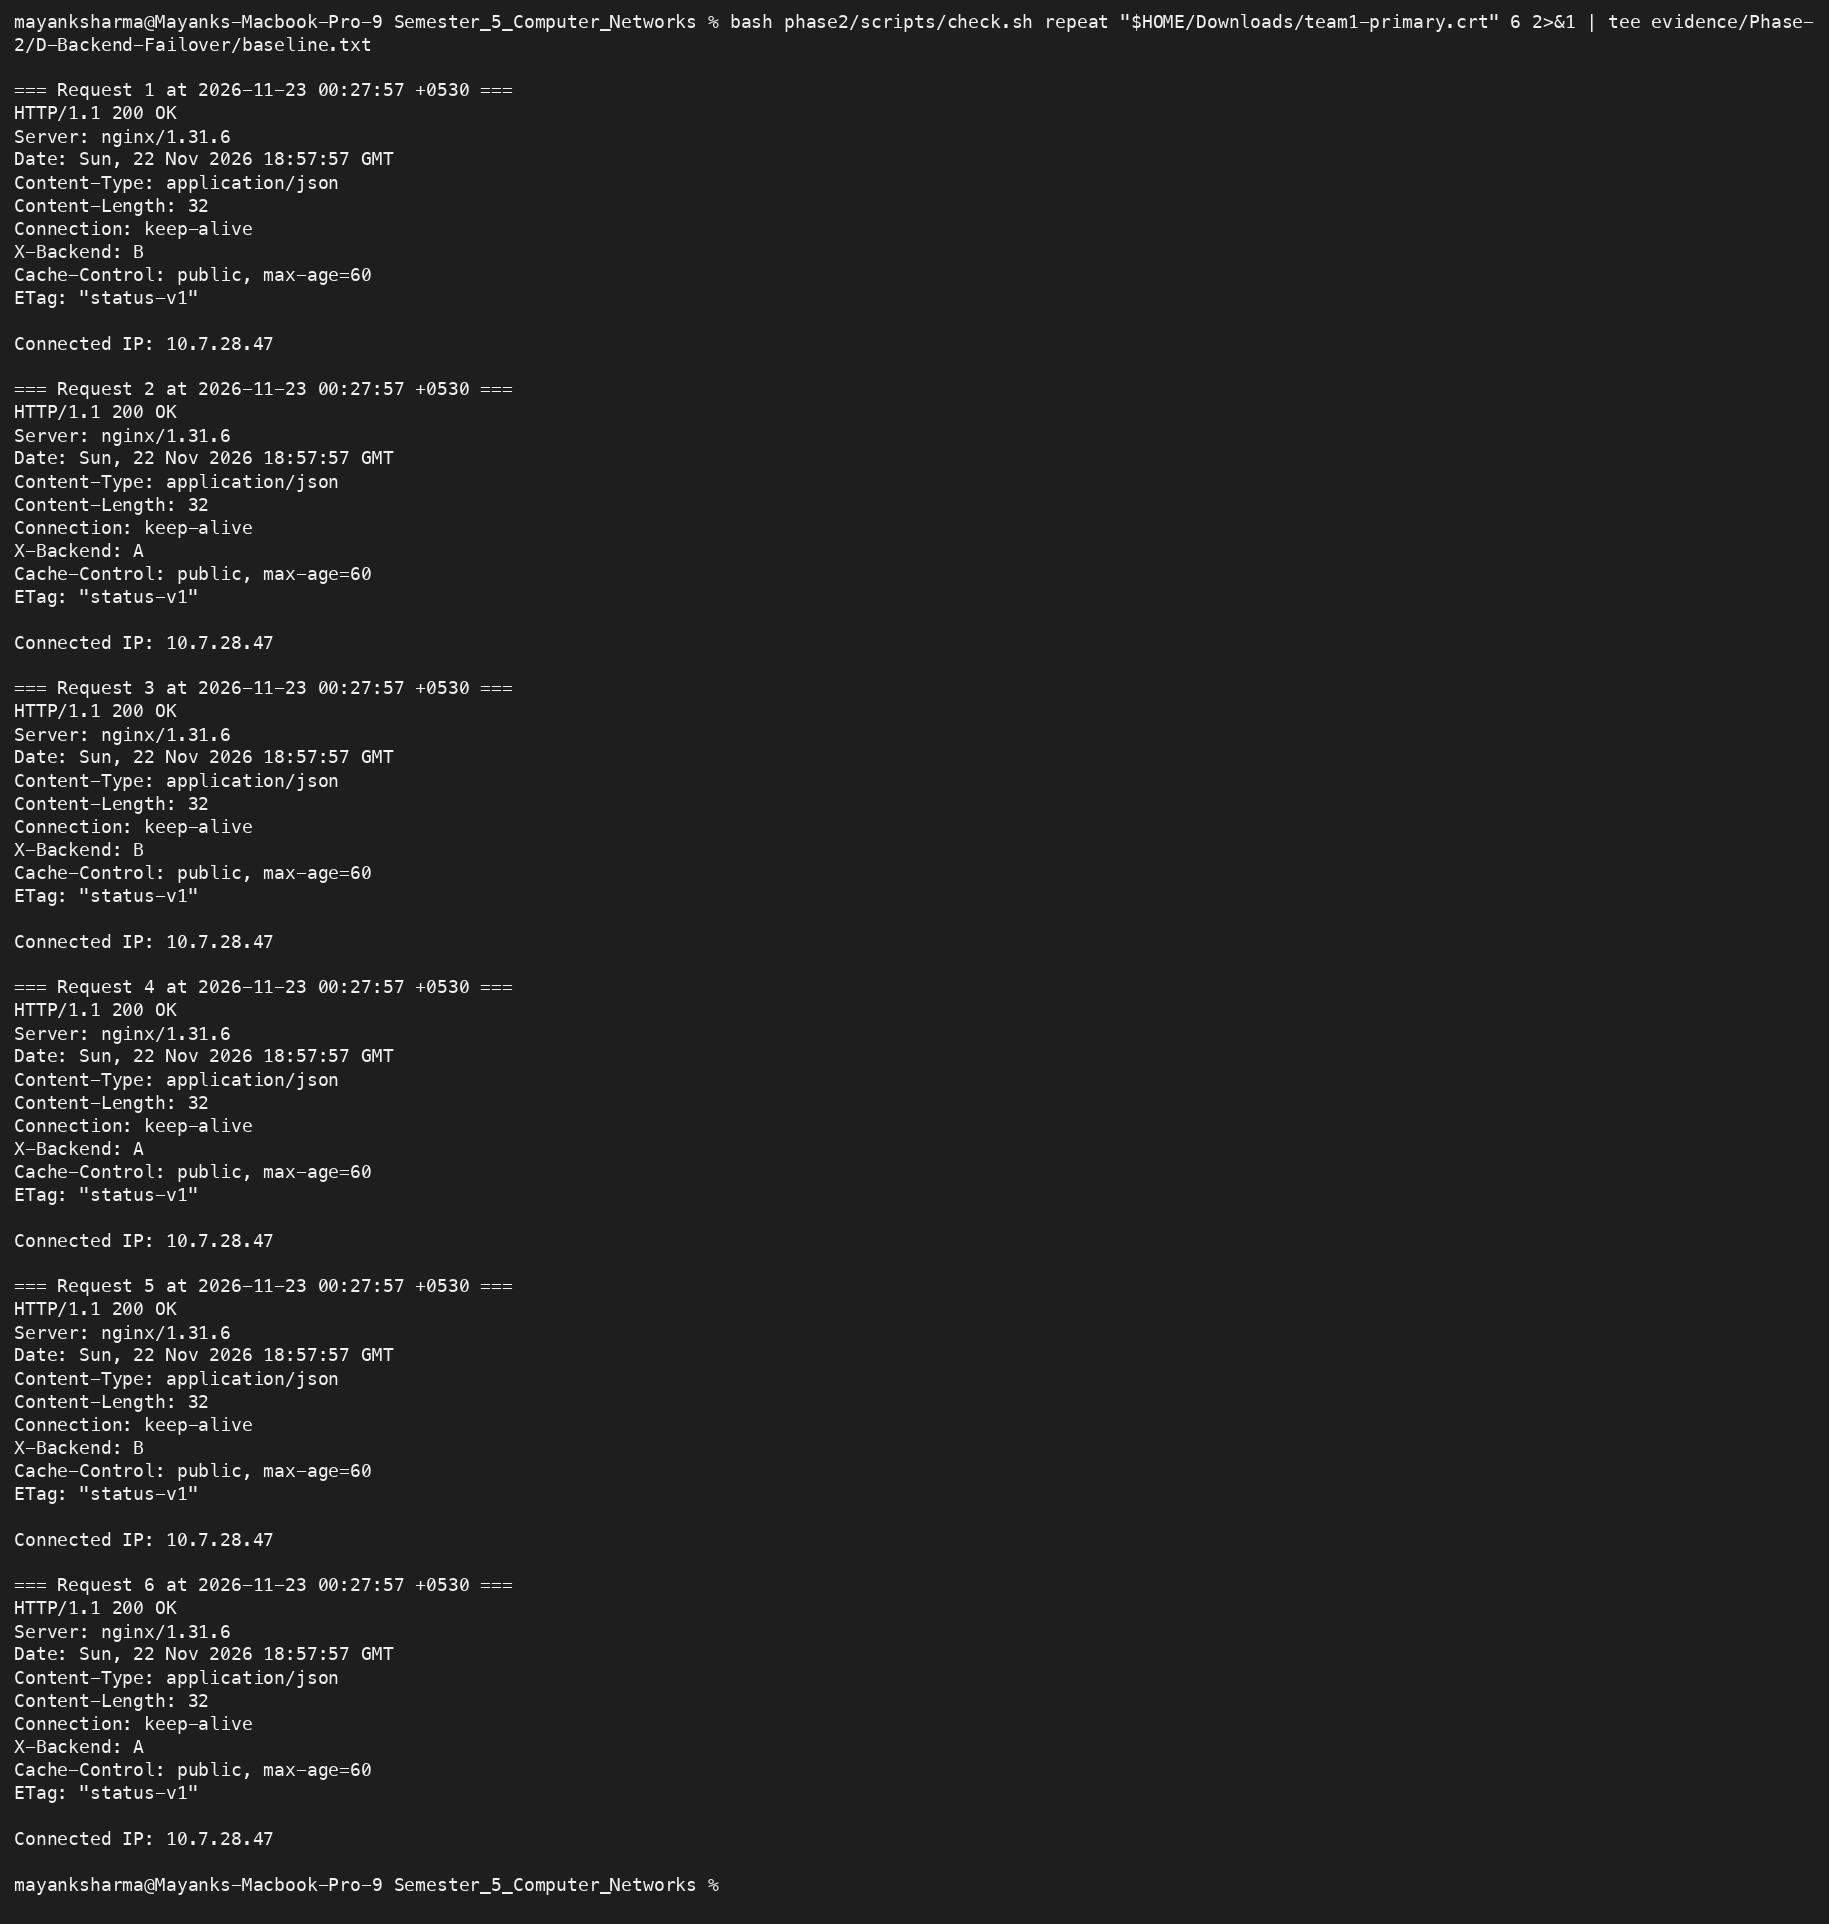 mayanksharma@Mayanks-Macbook-Pro-9 Semester_5_Computer_Networks % bash phase2/scripts/check.sh repeat "$HOME/Downloads/team1-primary.crt" 6 2>&1 | tee evidence/Phase-
2/D-Backend-Failover/baseline.txt
=== Request 1 at 2026-11-23 00:27:57 +0530 ===
HTTP/1.1 200 OK
Server: nginx/1.31.6
Date: Sun, 22 Nov 2026 18:57:57 GMT
Content-Type: application/json
Content-Length: 32
Connection: keep-alive
X-Backend: B
Cache-Control: public, max-age=60
ETag: "status-v1"
Connected IP: 10.7.28.47
=== Request 2 at 2026-11-23 00:27:57 +0530 ===
HTTP/1.1 200 OK
Server: nginx/1.31.6
Date: Sun, 22 Nov 2026 18:57:57 GMT
Content-Type: application/json
Content-Length: 32
Connection: keep-alive
X-Backend: A
Cache-Control: public, max-age=60
ETag: "status-v1"
Connected IP: 10.7.28.47
=== Request 3 at 2026-11-23 00:27:57 +0530 ===
HTTP/1.1 200 OK
Server: nginx/1.31.6
Date: Sun, 22 Nov 2026 18:57:57 GMT
Content-Type: application/json
Content-Length: 32
Connection: keep-alive
X-Backend: B
Cache-Control: public, max-age=60
ETag: "status-v1"
Connected IP: 10.7.28.47
=== Request 4 at 2026-11-23 00:27:57 +0530 ===
HTTP/1.1 200 OK
Server: nginx/1.31.6
Date: Sun, 22 Nov 2026 18:57:57 GMT
Content-Type: application/json
Content-Length: 32
Connection: keep-alive
X-Backend: A
Cache-Control: public, max-age=60
ETag: "status-v1"
Connected IP: 10.7.28.47
=== Request 5 at 2026-11-23 00:27:57 +0530 ===
HTTP/1.1 200 OK
Server: nginx/1.31.6
Date: Sun, 22 Nov 2026 18:57:57 GMT
Content-Type: application/json
Content-Length: 32
Connection: keep-alive
X-Backend: B
Cache-Control: public, max-age=60
ETag: "status-v1"
Connected IP: 10.7.28.47
=== Request 6 at 2026-11-23 00:27:57 +0530 ===
HTTP/1.1 200 OK
Server: nginx/1.31.6
Date: Sun, 22 Nov 2026 18:57:57 GMT
Content-Type: application/json
Content-Length: 32
Connection: keep-alive
X-Backend: A
Cache-Control: public, max-age=60
ETag: "status-v1"
Connected IP: 10.7.28.47
mayanksharma@Mayanks-Macbook-Pro-9 Semester_5_Computer_Networks %